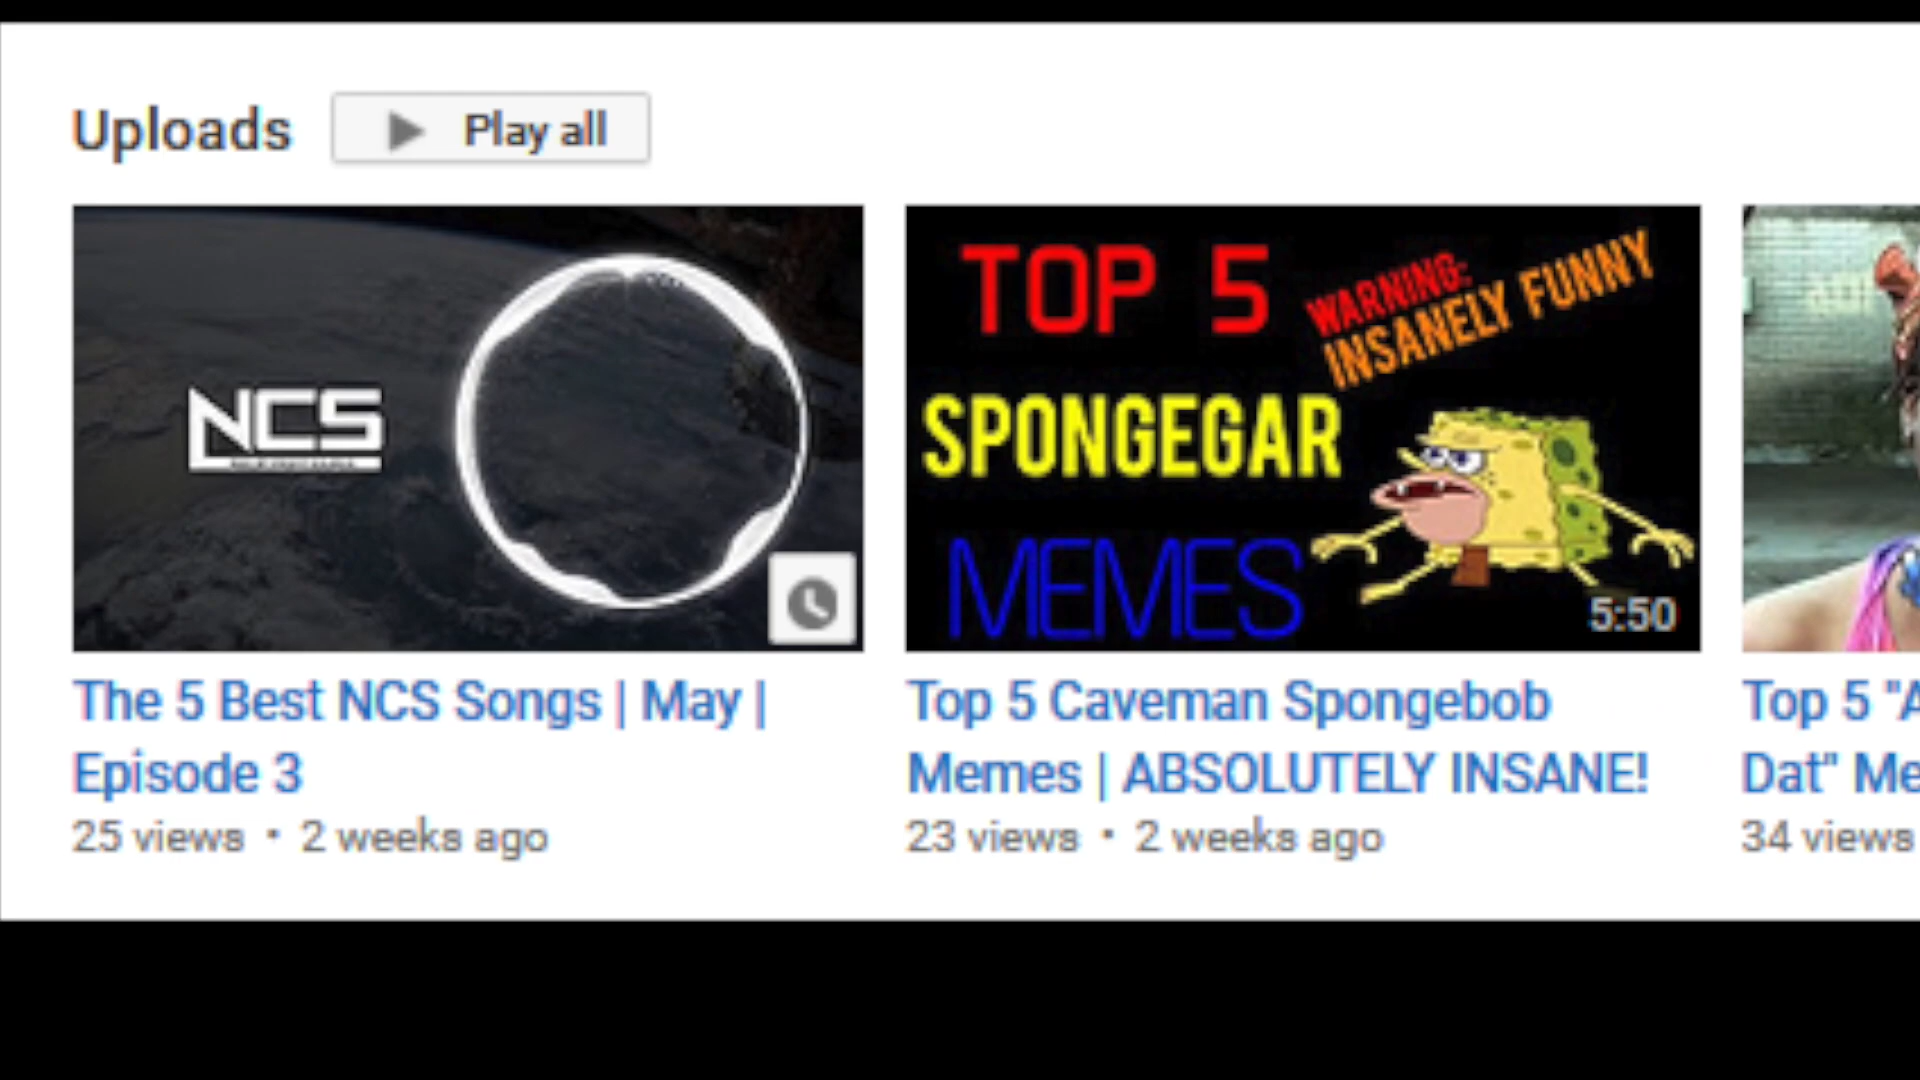 Uploads
Play all
NCS
TOP 5
WARNING:
INSANELY FUNNY
SPONGEGAR
MEMES
5:50
The 5 Best NCS Songs | May |
Episode 3
25 views • 2 weeks ago
Top 5 Caveman Spongebob
Memes | ABSOLUTELY INSANE!
23 views • 2 weeks ago
Top 5 "A
Dat" Me
34 views